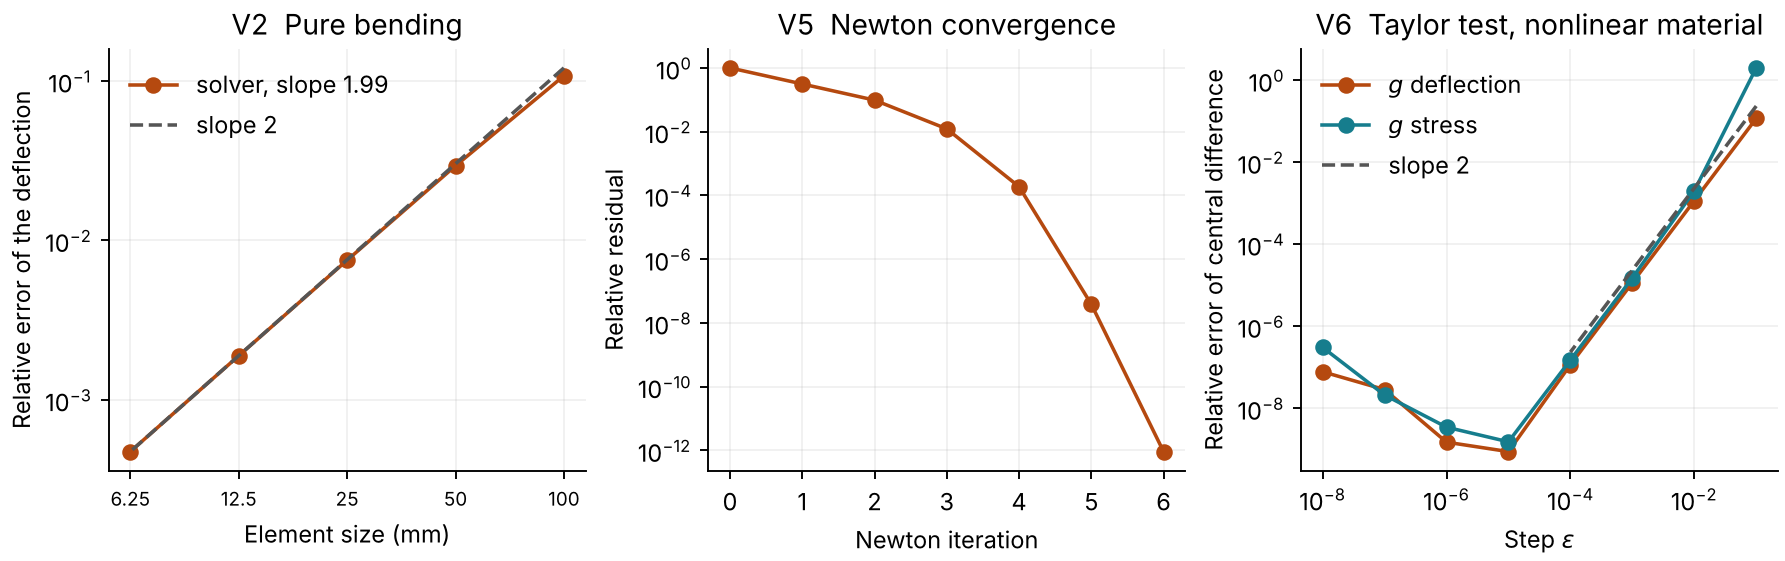 V2 Pure bending
Relative error of the deflection
10⁻¹
10⁻²
10⁻³
solver, slope 1.99
slope 2
6.25 12.5 25 50 100
Element size (mm)
V5 Newton convergence
Relative residual
10⁰
10⁻²
10⁻⁴
10⁻⁶
10⁻⁸
10⁻¹⁰
10⁻¹²
0 1 2 3 4 5 6
Newton iteration
V6 Taylor test, nonlinear material
Relative error of central difference
10⁰
10⁻²
10⁻⁴
10⁻⁶
10⁻⁸
g deflection
g stress
slope 2
10⁻⁸ 10⁻⁶ 10⁻⁴ 10⁻²
Step ε